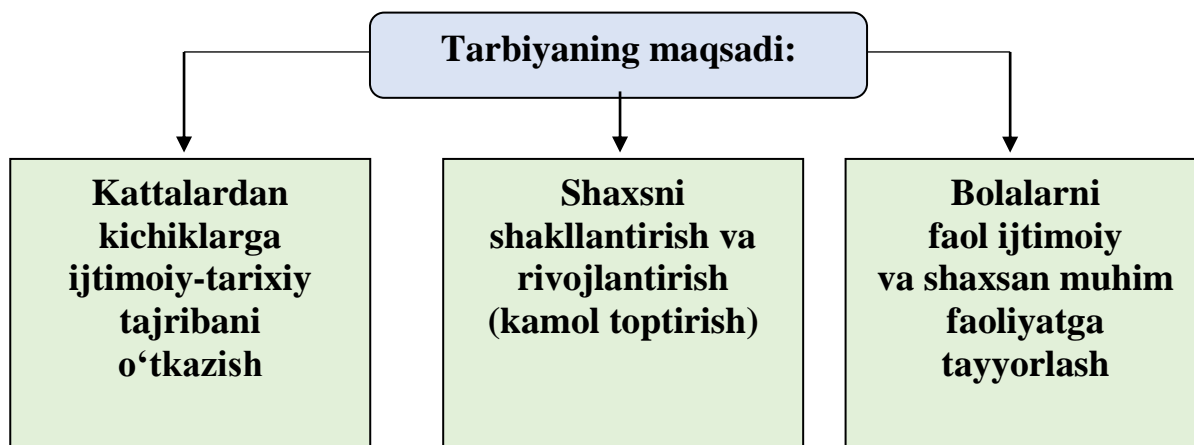 Tarbiyaning maqsadi:
Kattalardan
kichiklarga
ijtimoiy-tarixiy
tajribani
o‘tkazish
Shaxsni
shakllantirish va
rivojlantirish
(kamol toptirish)
Bolalarni
faol ijtimoiy
va shaxsan muhim
faoliyatga
tayyorlash